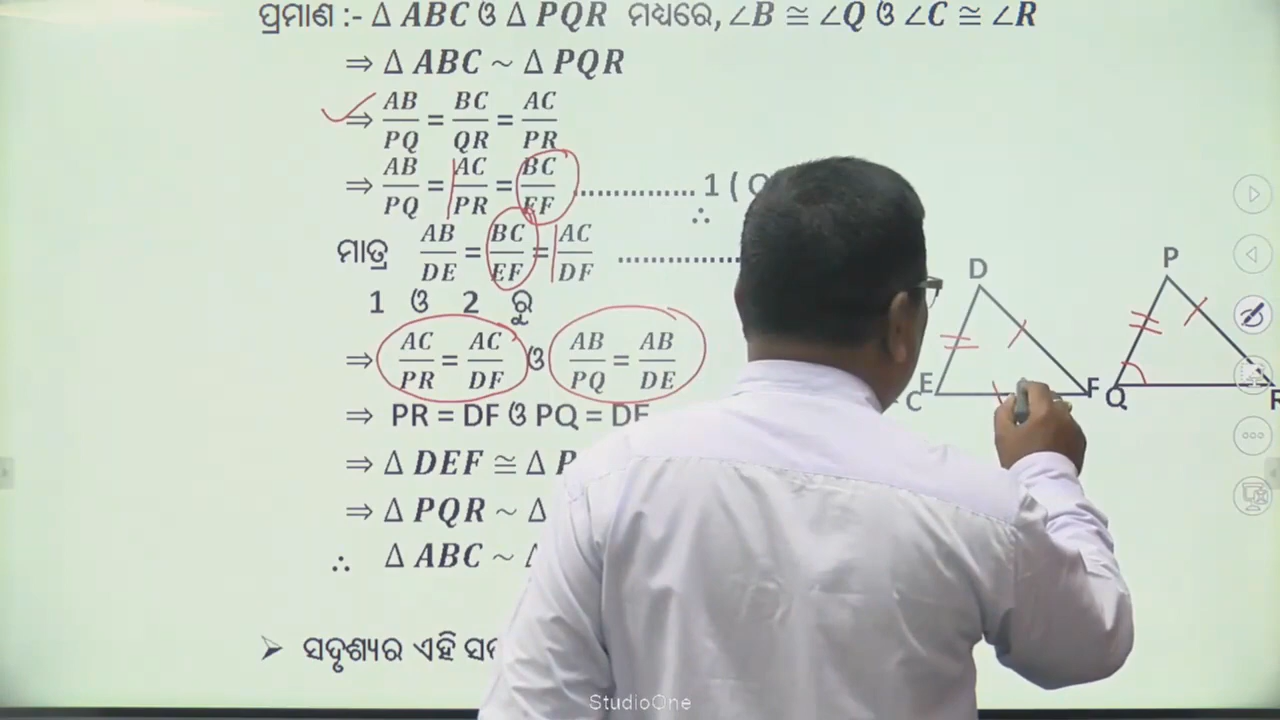 ପ୍ରମାଣ :- Δ ABC ଓ Δ PQR ମଧ୍ୟରେ, ∠B ≅ ∠Q ଓ ∠C ≅ ∠R
⇒ Δ ABC ~ Δ PQR
⇒ AB/PQ = BC/QR = AC/PR
⇒ AB/PQ = AC/PR = BC/EF ............... 1 (
∴
ମାତ୍ର AB/DE = BC/EF = AC/DF ...............
1 ଓ 2 ରୁ
⇒ AC/PR = AC/DF ଓ AB/PQ = AB/DE
⇒ PR = DF ଓ PQ = DE
⇒ Δ DEF ≅ Δ P
⇒ Δ PQR ~ Δ
∴ Δ ABC ~ Δ
➢ ସଦୃଶ୍ୟର ଏହି
D
P
E
F
Q
R
C
StudioOne